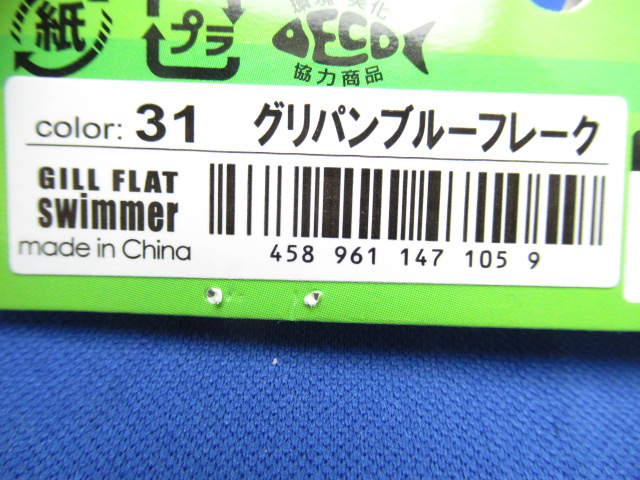 紙
プラ
環境・美化
ECO
協力商品
color: 31 グリパンブルーフレーク
GILL FLAT
swimmer
made in China
458 961 147 105 9